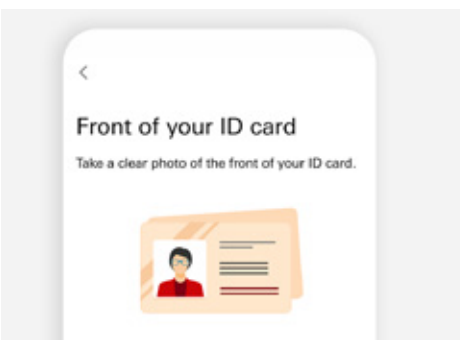 Front of your ID card
Take a clear photo of the front of your ID card.